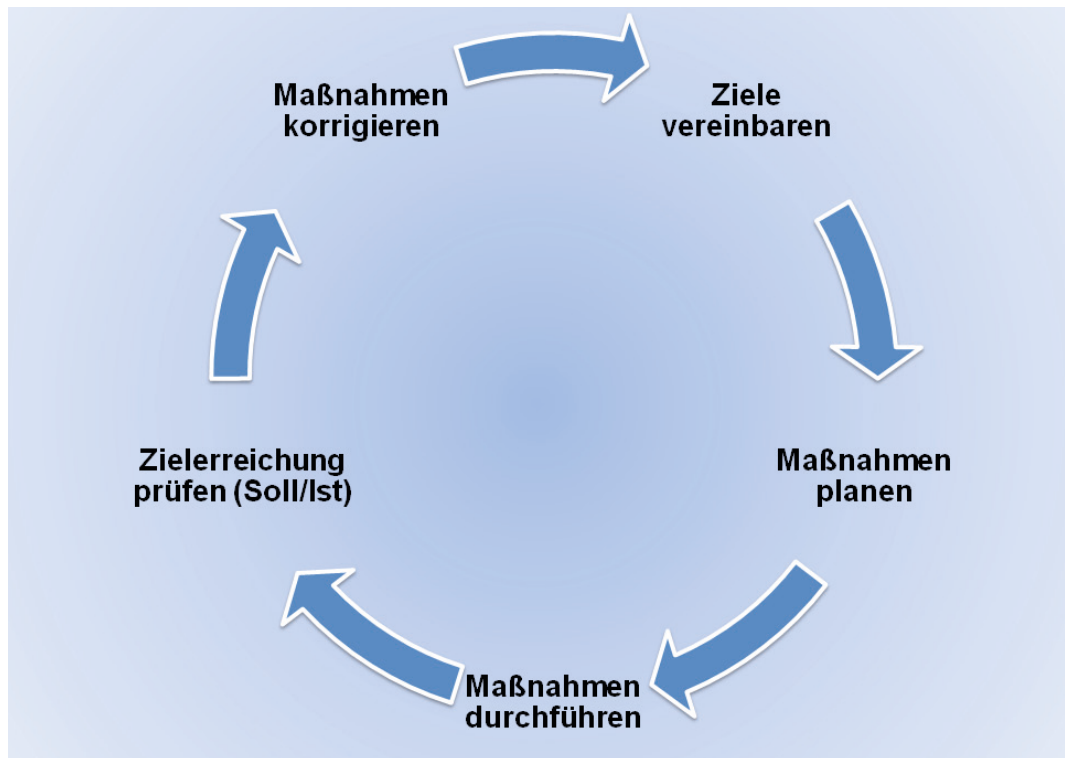 Maßnahmen
korrigieren
Ziele
vereinbaren
Maßnahmen
planen
Maßnahmen
durchführen
Zielerreichung
prüfen (Soll/Ist)